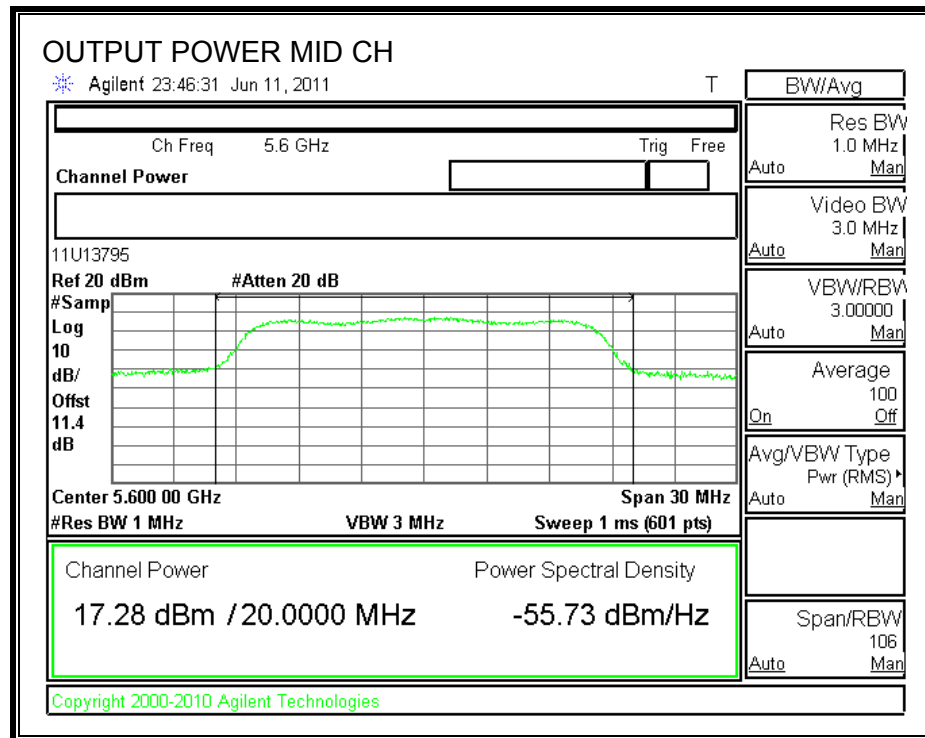 OUTPUT POWER MID CH
Agilent 23:46:31 Jun 11, 2011 T
BW/Avg
Ch Freq 5.6 GHz Trig Free
Channel Power
11U13795
Ref 20 dBm #Atten 20 dB
#Samp
Log
10
dB/
Offst
11.4
dB
Center 5.600 00 GHz Span 30 MHz
#Res BW 1 MHz VBW 3 MHz Sweep 1 ms (601 pts)
Channel Power Power Spectral Density
17.28 dBm / 20.0000 MHz -55.73 dBm/Hz
Copyright 2000-2010 Agilent Technologies
Res BW
1.0 MHz
Auto Man
Video BW
3.0 MHz
Auto Man
VBW/RBW
3.00000
Auto Man
Average
100
On Off
Avg/VBW Type
Pwr (RMS)
Auto Man
Span/RBW
106
Auto Man